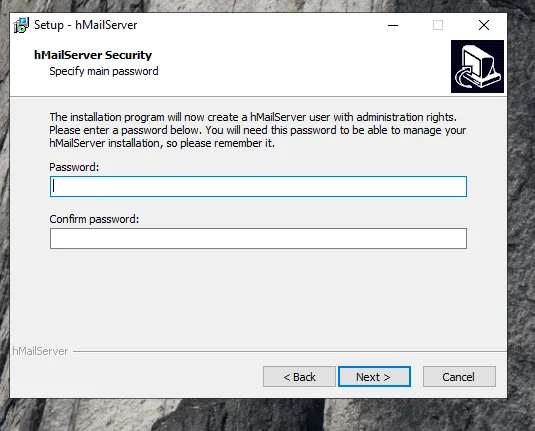 Setup - hMailServer
hMailServer Security
Specify main password
The installation program will now create a hMailServer user with administration rights.
Please enter a password below. You will need this password to be able to manage your
hMailServer installation, so please remember it.
Password:
Confirm password:
hMailServer
< Back
Next >
Cancel